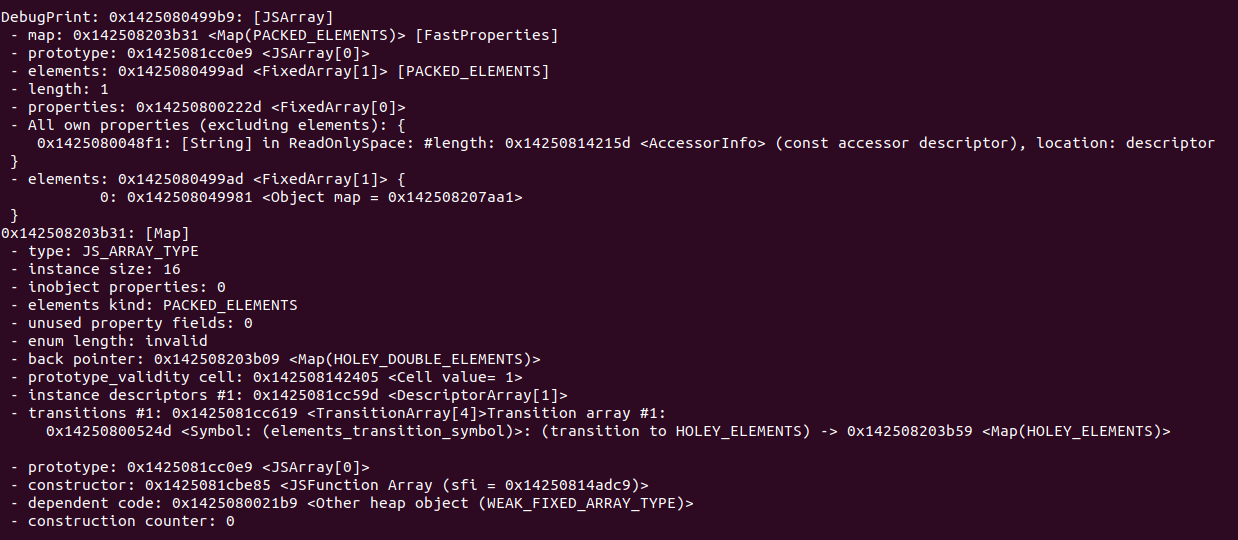 DebugPrint: 0x1425080499b9: [JSArray]
- map: 0x142508203b31 <Map(PACKED_ELEMENTS)> [FastProperties]
- prototype: 0x1425081cc0e9 <JSArray[0]>
- elements: 0x1425080499ad <FixedArray[1]> [PACKED_ELEMENTS]
- length: 1
- properties: 0x14250800222d <FixedArray[0]>
- All own properties (excluding elements): {
0x1425080048f1: [String] in ReadOnlySpace: #length: 0x14250814215d <AccessorInfo> (const accessor descriptor), location: descriptor
}
- elements: 0x1425080499ad <FixedArray[1]> {
0: 0x142508049981 <Object map = 0x142508207aa1>
}
0x142508203b31: [Map]
- type: JS_ARRAY_TYPE
- instance size: 16
- inobject properties: 0
- elements kind: PACKED_ELEMENTS
- unused property fields: 0
- enum length: invalid
- back pointer: 0x142508203b09 <Map(HOLEY_DOUBLE_ELEMENTS)>
- prototype_validity cell: 0x142508142405 <Cell value= 1>
- instance descriptors #1: 0x1425081cc59d <DescriptorArray[1]>
- transitions #1: 0x1425081cc619 <TransitionArray[4]>Transition array #1:
0x14250800524d <Symbol: (elements_transition_symbol)>: (transition to HOLEY_ELEMENTS) -> 0x142508203b59 <Map(HOLEY_ELEMENTS)>
- prototype: 0x1425081cc0e9 <JSArray[0]>
- constructor: 0x1425081cbe85 <JSFunction Array (sfi = 0x14250814adc9)>
- dependent code: 0x1425080021b9 <Other heap object (WEAK_FIXED_ARRAY_TYPE)>
- construction counter: 0